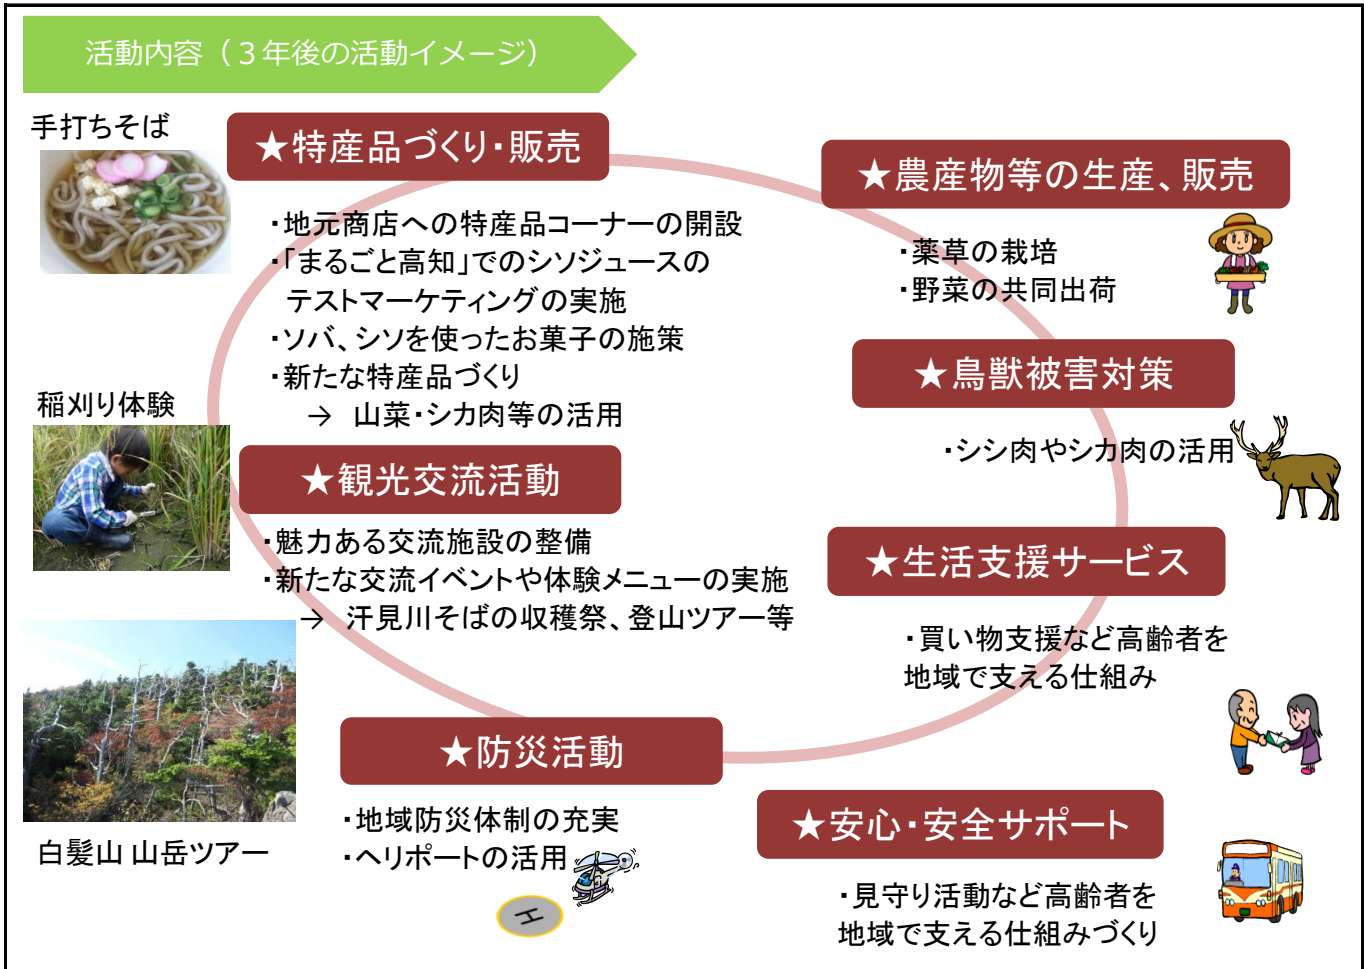 活動内容（３年後の活動イメージ）
手打ちそば
★特産品づくり・販売
・地元商店への特産品コーナーの開設
・「まるごと高知」でのシソジュースの
テストマーケティングの実施
・ソバ、シソを使ったお菓子の施策
・新たな特産品づくり
→ 山菜・シカ肉等の活用
稲刈り体験
★観光交流活動
・魅力ある交流施設の整備
・新たな交流イベントや体験メニューの実施
→ 汗見川そばの収穫祭、登山ツアー等
白髪山 山岳ツアー
★防災活動
・地域防災体制の充実
・ヘリポートの活用
H
★農産物等の生産、販売
・薬草の栽培
・野菜の共同出荷
★鳥獣被害対策
・シシ肉やシカ肉の活用
★生活支援サービス
・買い物支援など高齢者を
地域で支える仕組み
★安心・安全サポート
・見守り活動など高齢者を
地域で支える仕組みづくり